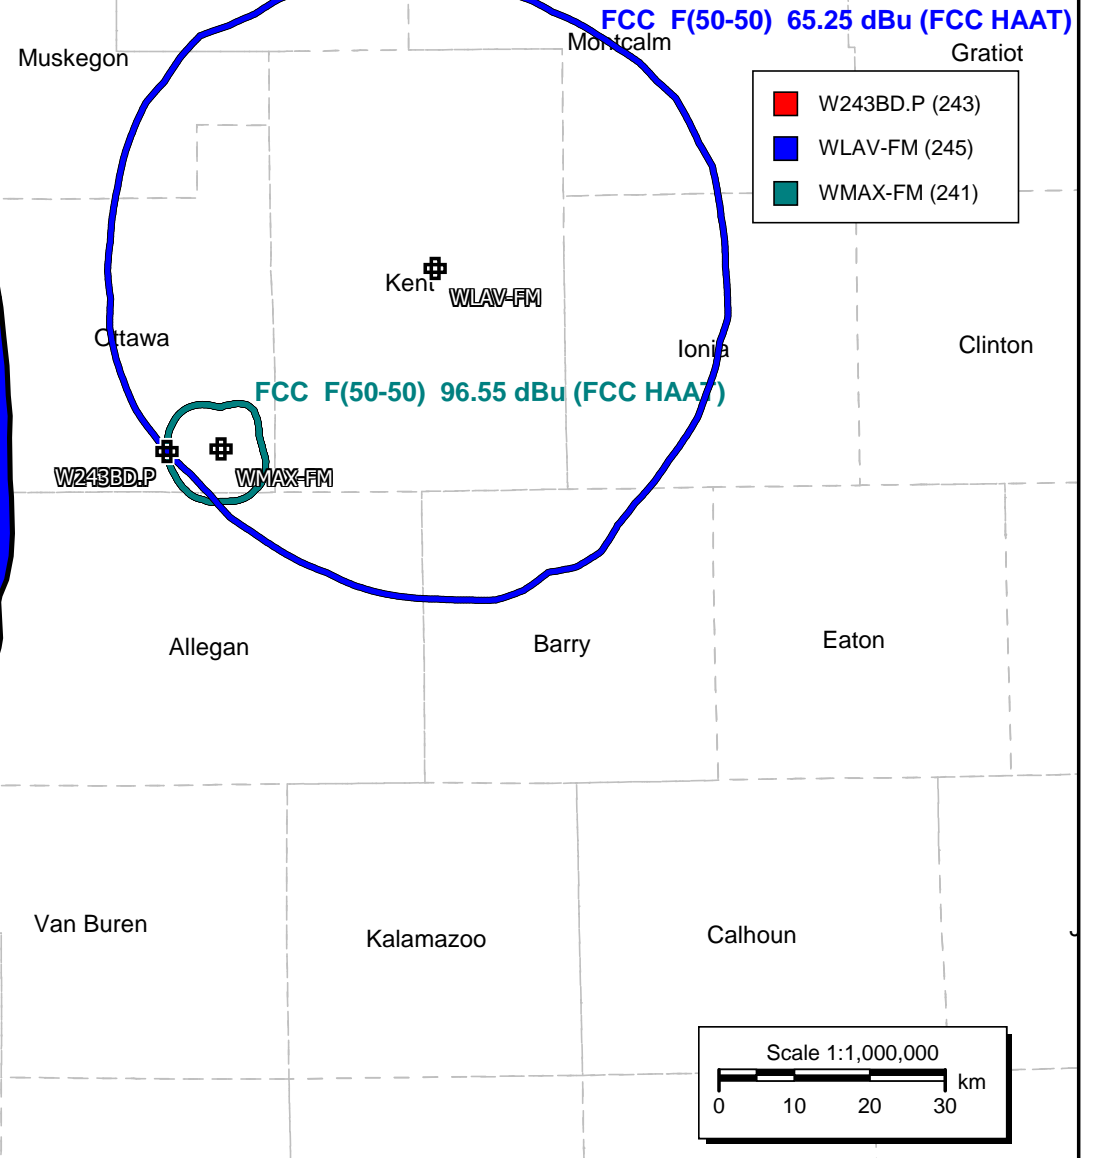 FCC F(50-50) 65.25 dBu (FCC HAAT)
Muskegon
Montcalm
Gratiot
W243BD.P (243)
WLAV-FM (245)
WMAX-FM (241)
Kent
WLAV-FM
Ottawa
Ionia
Clinton
FCC F(50-50) 96.55 dBu (FCC HAAT)
W243BD.P
WMAX-FM
Allegan
Barry
Eaton
Van Buren
Kalamazoo
Calhoun
Scale 1:1,000,000
km
0 10 20 30